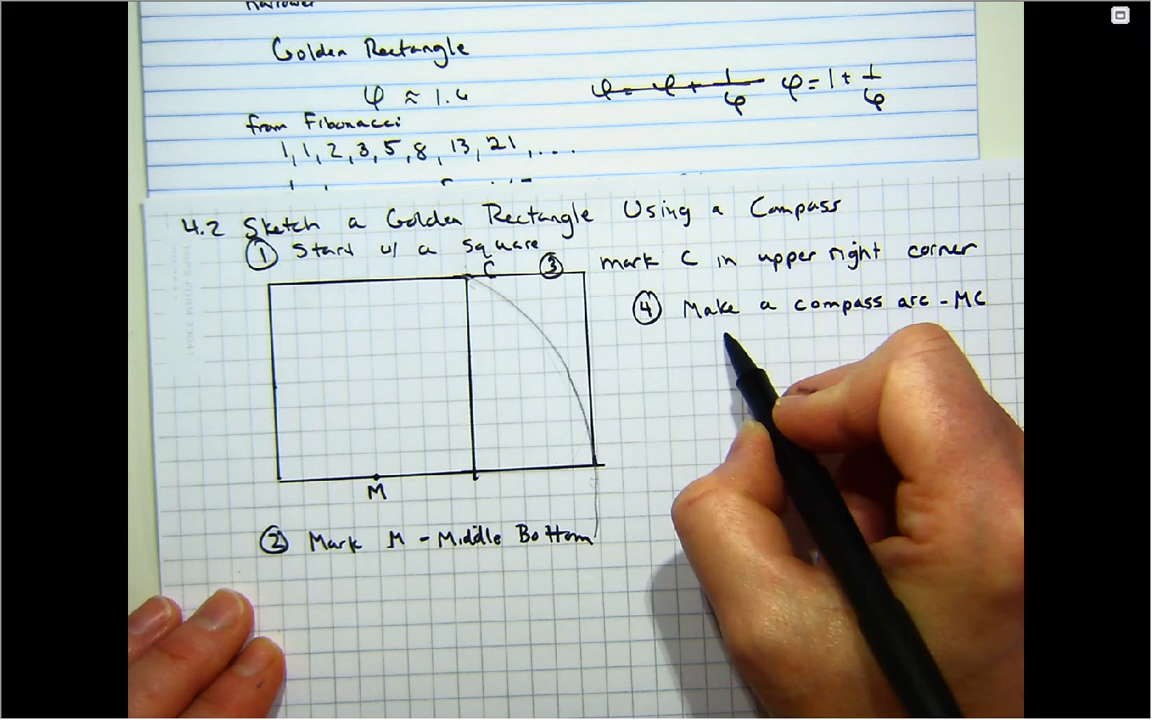 Narrower
Golden Rectangle
φ ≈ 1.6
φ = φ + 1/φ φ = 1 + 1/φ
from Fibonacci
1, 1, 2, 3, 5, 8, 13, 21, ...
4.2 Sketch a Golden Rectangle Using a Compass
① Start w/ a square
C ③ mark C in upper right corner
④ Make a compass arc - MC
M
② Mark M - Middle Bottom